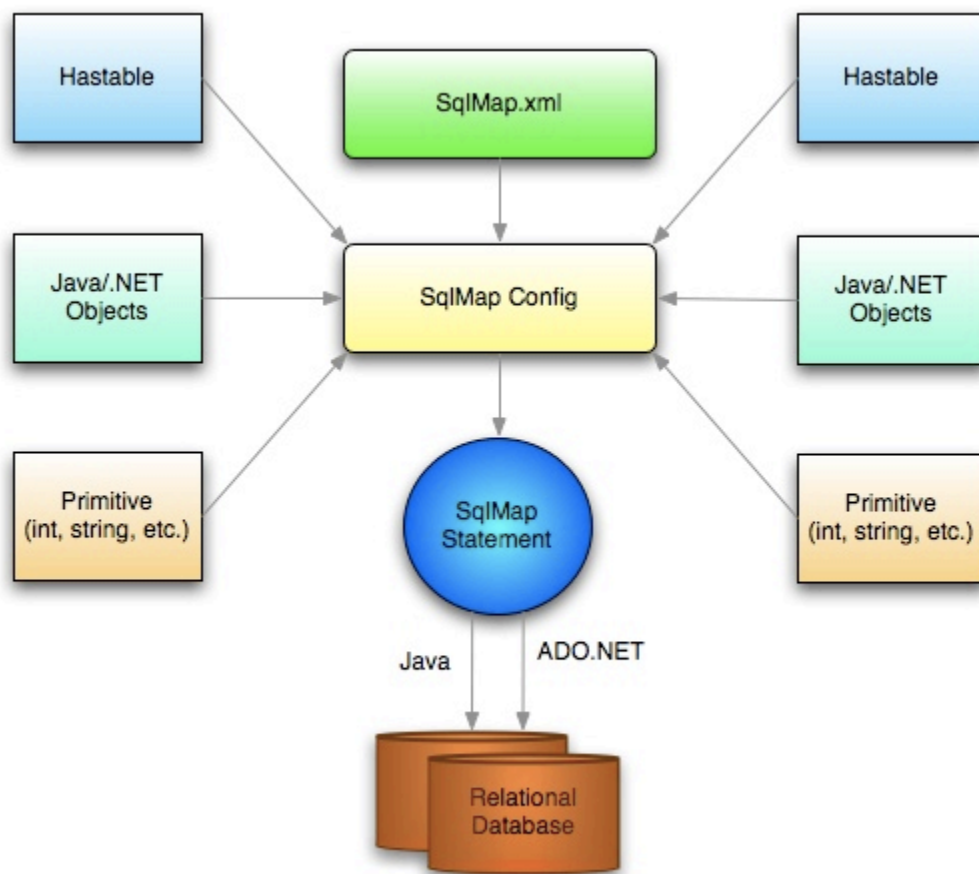 Hastable
SqlMap.xml
Hastable
Java/.NET
Objects
SqlMap Config
Java/.NET
Objects
Primitive
(int, string, etc.)
SqlMap
Statement
Primitive
(int, string, etc.)
Java
ADO.NET
Relational
Database